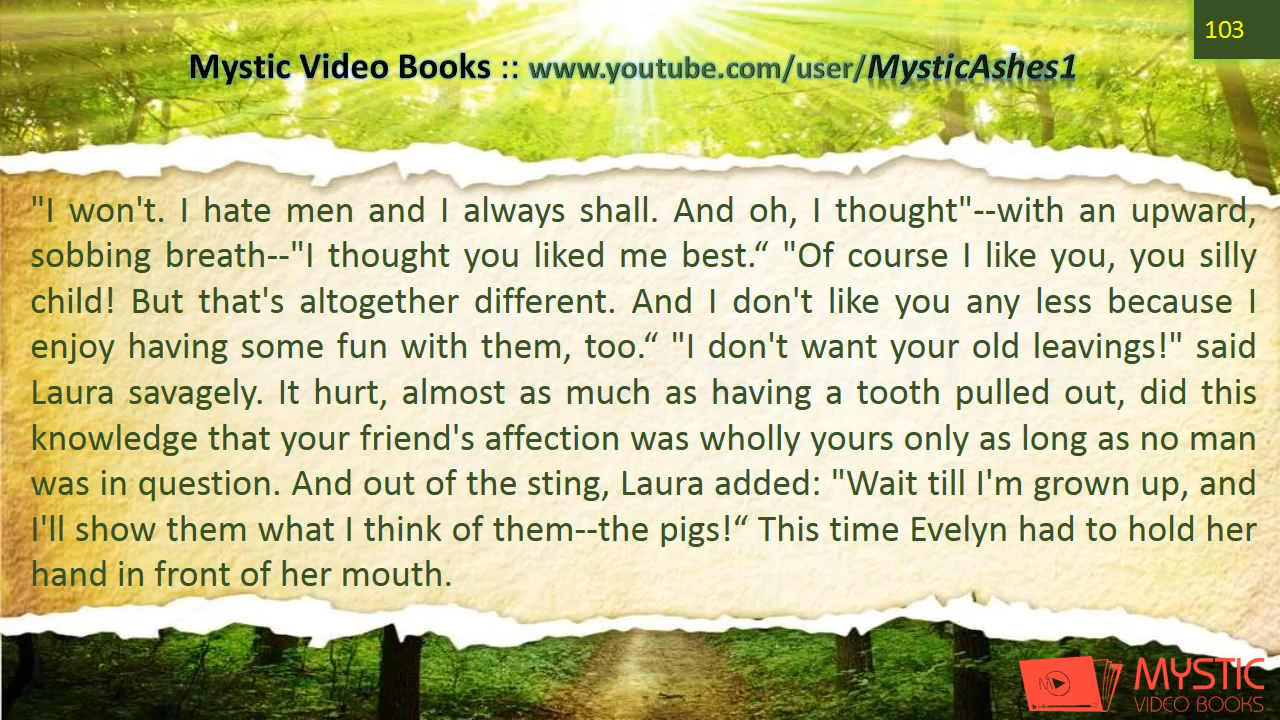 103
Mystic Video Books :: www.youtube.com/user/MysticAshes1
"I won't. I hate men and I always shall. And oh, I thought"--with an upward,
sobbing breath--"I thought you liked me best.“ "Of course I like you, you silly
child! But that's altogether different. And I don't like you any less because I
enjoy having some fun with them, too.“ "I don't want your old leavings!" said
Laura savagely. It hurt, almost as much as having a tooth pulled out, did this
knowledge that your friend's affection was wholly yours only as long as no man
was in question. And out of the sting, Laura added: "Wait till I'm grown up, and
I'll show them what I think of them--the pigs!“ This time Evelyn had to hold her
hand in front of her mouth.
MYSTIC
VIDEO BOOKS